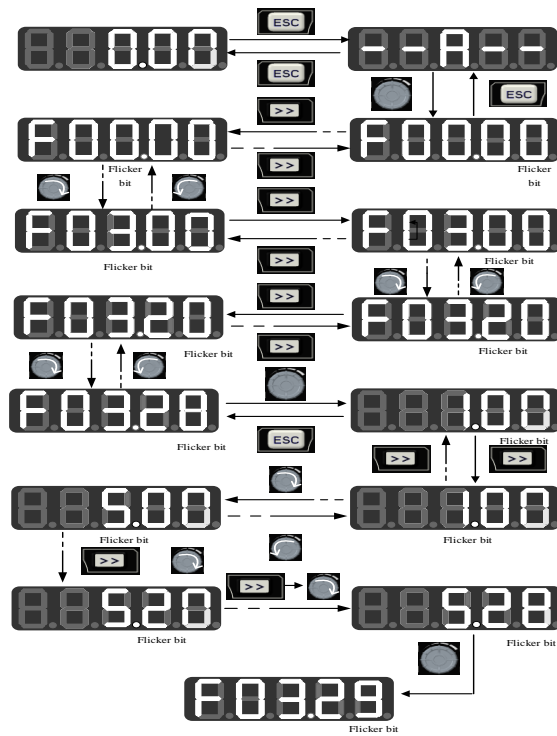 ESC
0.00
--A--
ESC
ESC
>>
F00.00
F00.00
Flicker
bit
Flicker
bit
>>
>>
F03.00
F03.00
Flicker bit
>>
>>
F03.20
F03.20
Flicker bit
Flicker bit
>>
F03.28
1.00
Flicker bit
Flicker bit
ESC
>>
>>
5.00
1.00
Flicker bit
Flicker bit
>>
>>
5.20
5.28
Flicker bit
Flicker bit
F03.29
Flicker bit